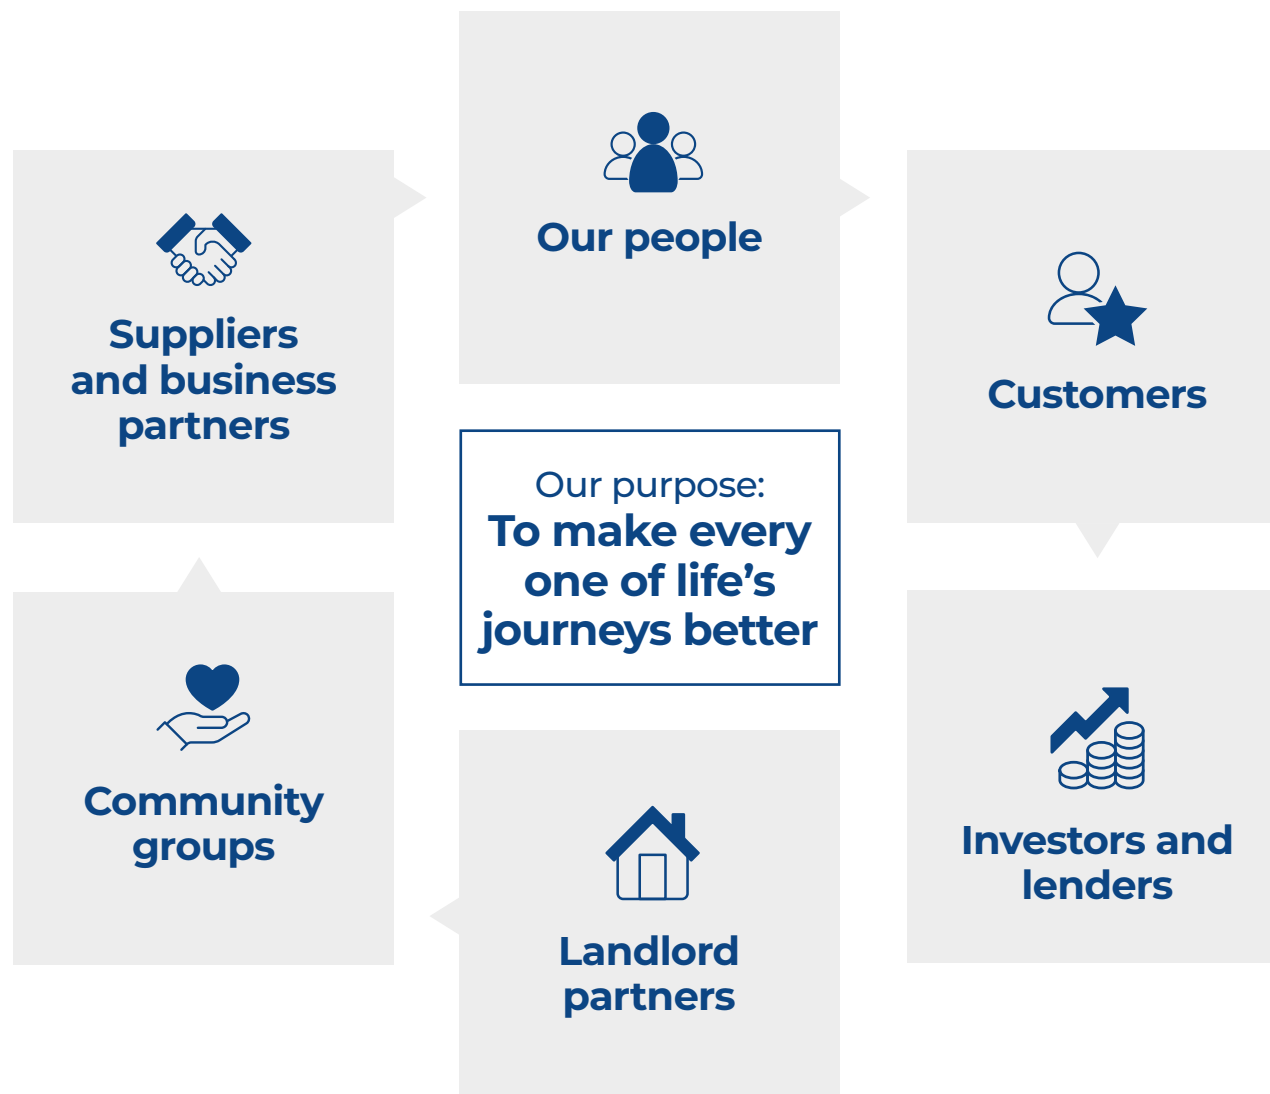 Our people
Customers
Suppliers
and business
partners
Our purpose:
To make every
one of life’s
journeys better
Investors and
lenders
Community
groups
Landlord
partners